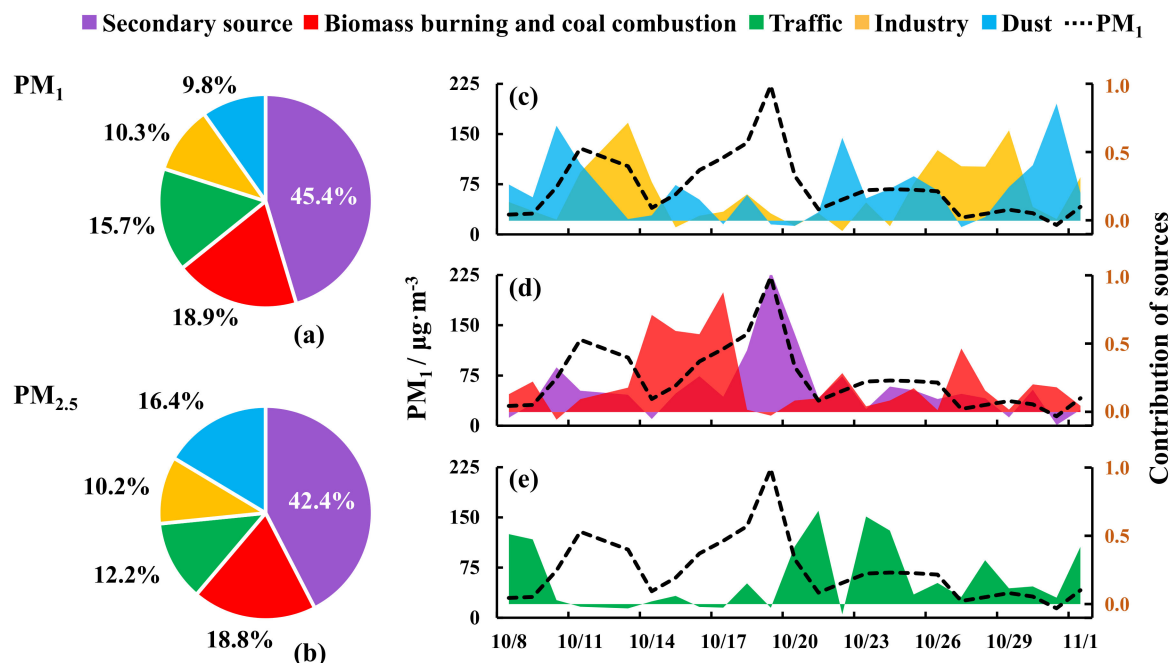 Secondary source Biomass burning and coal combustion Traffic Industry Dust PM₁
PM₁
9.8%
10.3%
15.7%
18.9%
45.4%
(a)
PM₂.₅
16.4%
10.2%
12.2%
18.8%
42.4%
(b)
PM₁ / μg·m⁻³
Contribution of sources
(c)
225
150
75
0
1.0
0.5
0.0
(d)
225
150
75
0
1.0
0.5
0.0
(e)
225
150
75
0
1.0
0.5
0.0
10/8 10/11 10/14 10/17 10/20 10/23 10/26 10/29 11/1